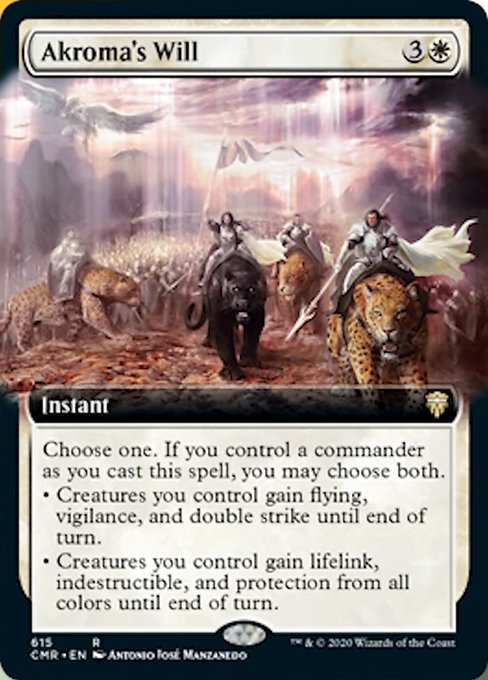 Akroma's Will 3
Instant
Choose one. If you control a commander
as you cast this spell, you may choose both.
• Creatures you control gain flying,
vigilance, and double strike until end of
turn.
• Creatures you control gain lifelink,
indestructible, and protection from all
colors until end of turn.
615 R
CMR • EN Antonio José Manzanedo
™ & © 2020 Wizards of the Coast